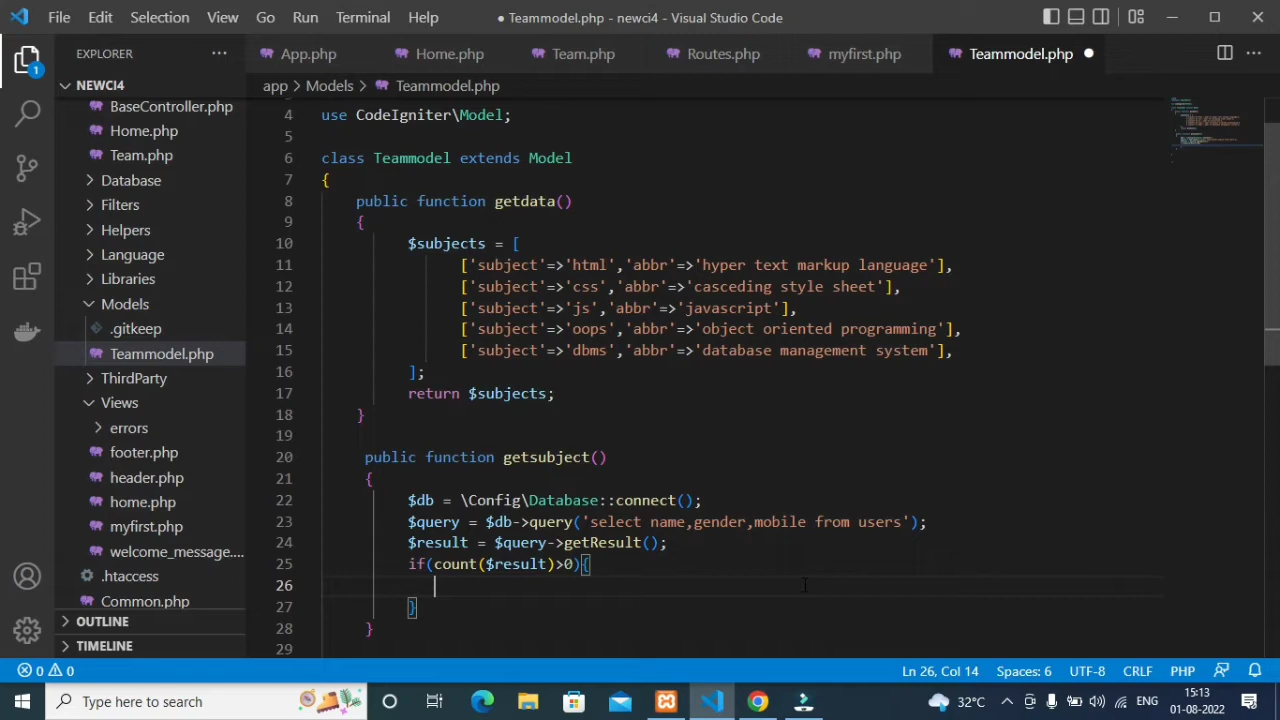 File Edit Selection View Go Run Terminal Help
● Teammodel.php - newci4 - Visual Studio Code
EXPLORER
App.php Home.php Team.php Routes.php myfirst.php Teammodel.php
NEWCI4
app > Models > Teammodel.php
1
BaseController.php
Home.php
Team.php
Database
Filters
Helpers
Language
Libraries
Models
.gitkeep
Teammodel.php
ThirdParty
Views
errors
footer.php
header.php
home.php
myfirst.php
welcome_message....
.htaccess
Common.php
OUTLINE
TIMELINE
4 use CodeIgniter\Model;
5
6 class Teammodel extends Model
7 {
8 public function getdata()
9 {
10 $subjects = [
11 ['subject'=>'html','abbr'=>'hyper text markup language'],
12 ['subject'=>'css','abbr'=>'casceding style sheet'],
13 ['subject'=>'js','abbr'=>'javascript'],
14 ['subject'=>'oops','abbr'=>'object oriented programming'],
15 ['subject'=>'dbms','abbr'=>'database management system'],
16 ];
17 return $subjects;
18 }
19
20 public function getsubject()
21 {
22 $db = \Config\Database::connect();
23 $query = $db->query('select name,gender,mobile from users');
24 $result = $query->getResult();
25 if(count($result)>0){
26
27 }
28 }
29
0 0 Ln 26, Col 14 Spaces: 6 UTF-8 CRLF PHP
Type here to search
32°C ENG 15:13
01-08-2022